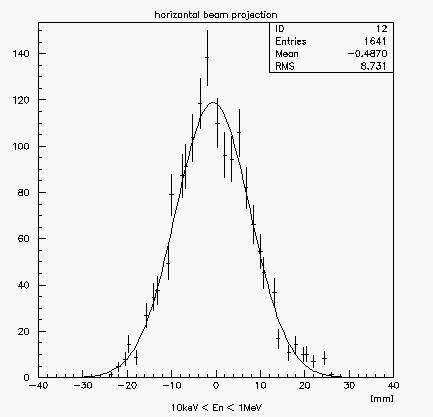 horizontal beam projection
ID 12
Entries 1641
Mean -0.4870
RMS 8.731
140
120
100
80
60
40
20
0
-40 -30 -20 -10 0 10 20 30 40
[mm]
10keV < En < 1MeV